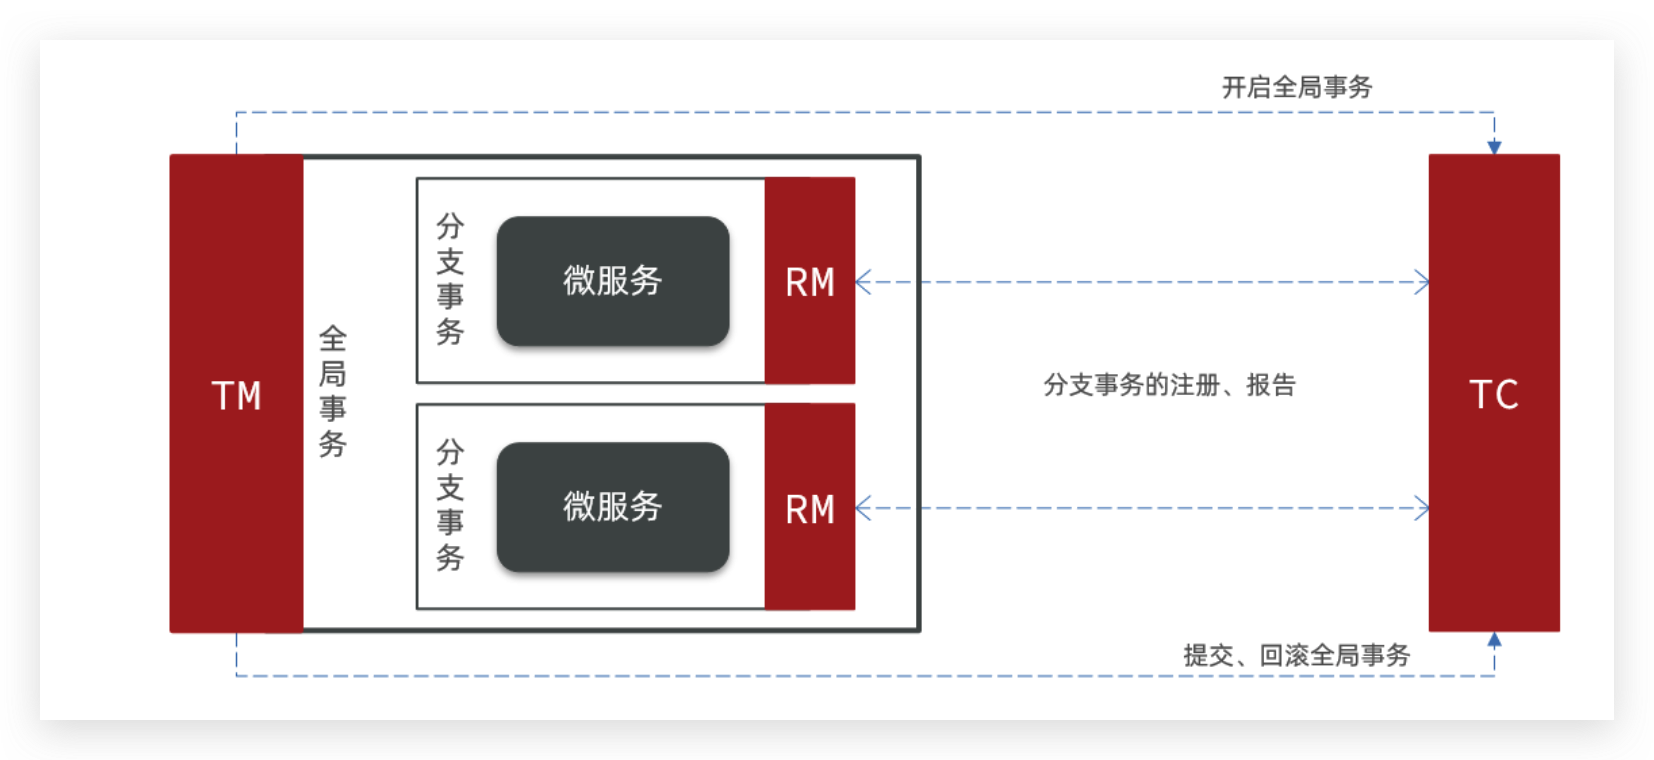 开启全局事务
TM
全局事务
分支事务
微服务
RM
分支事务的注册、报告
TC
分支事务
微服务
RM
提交、回滚全局事务